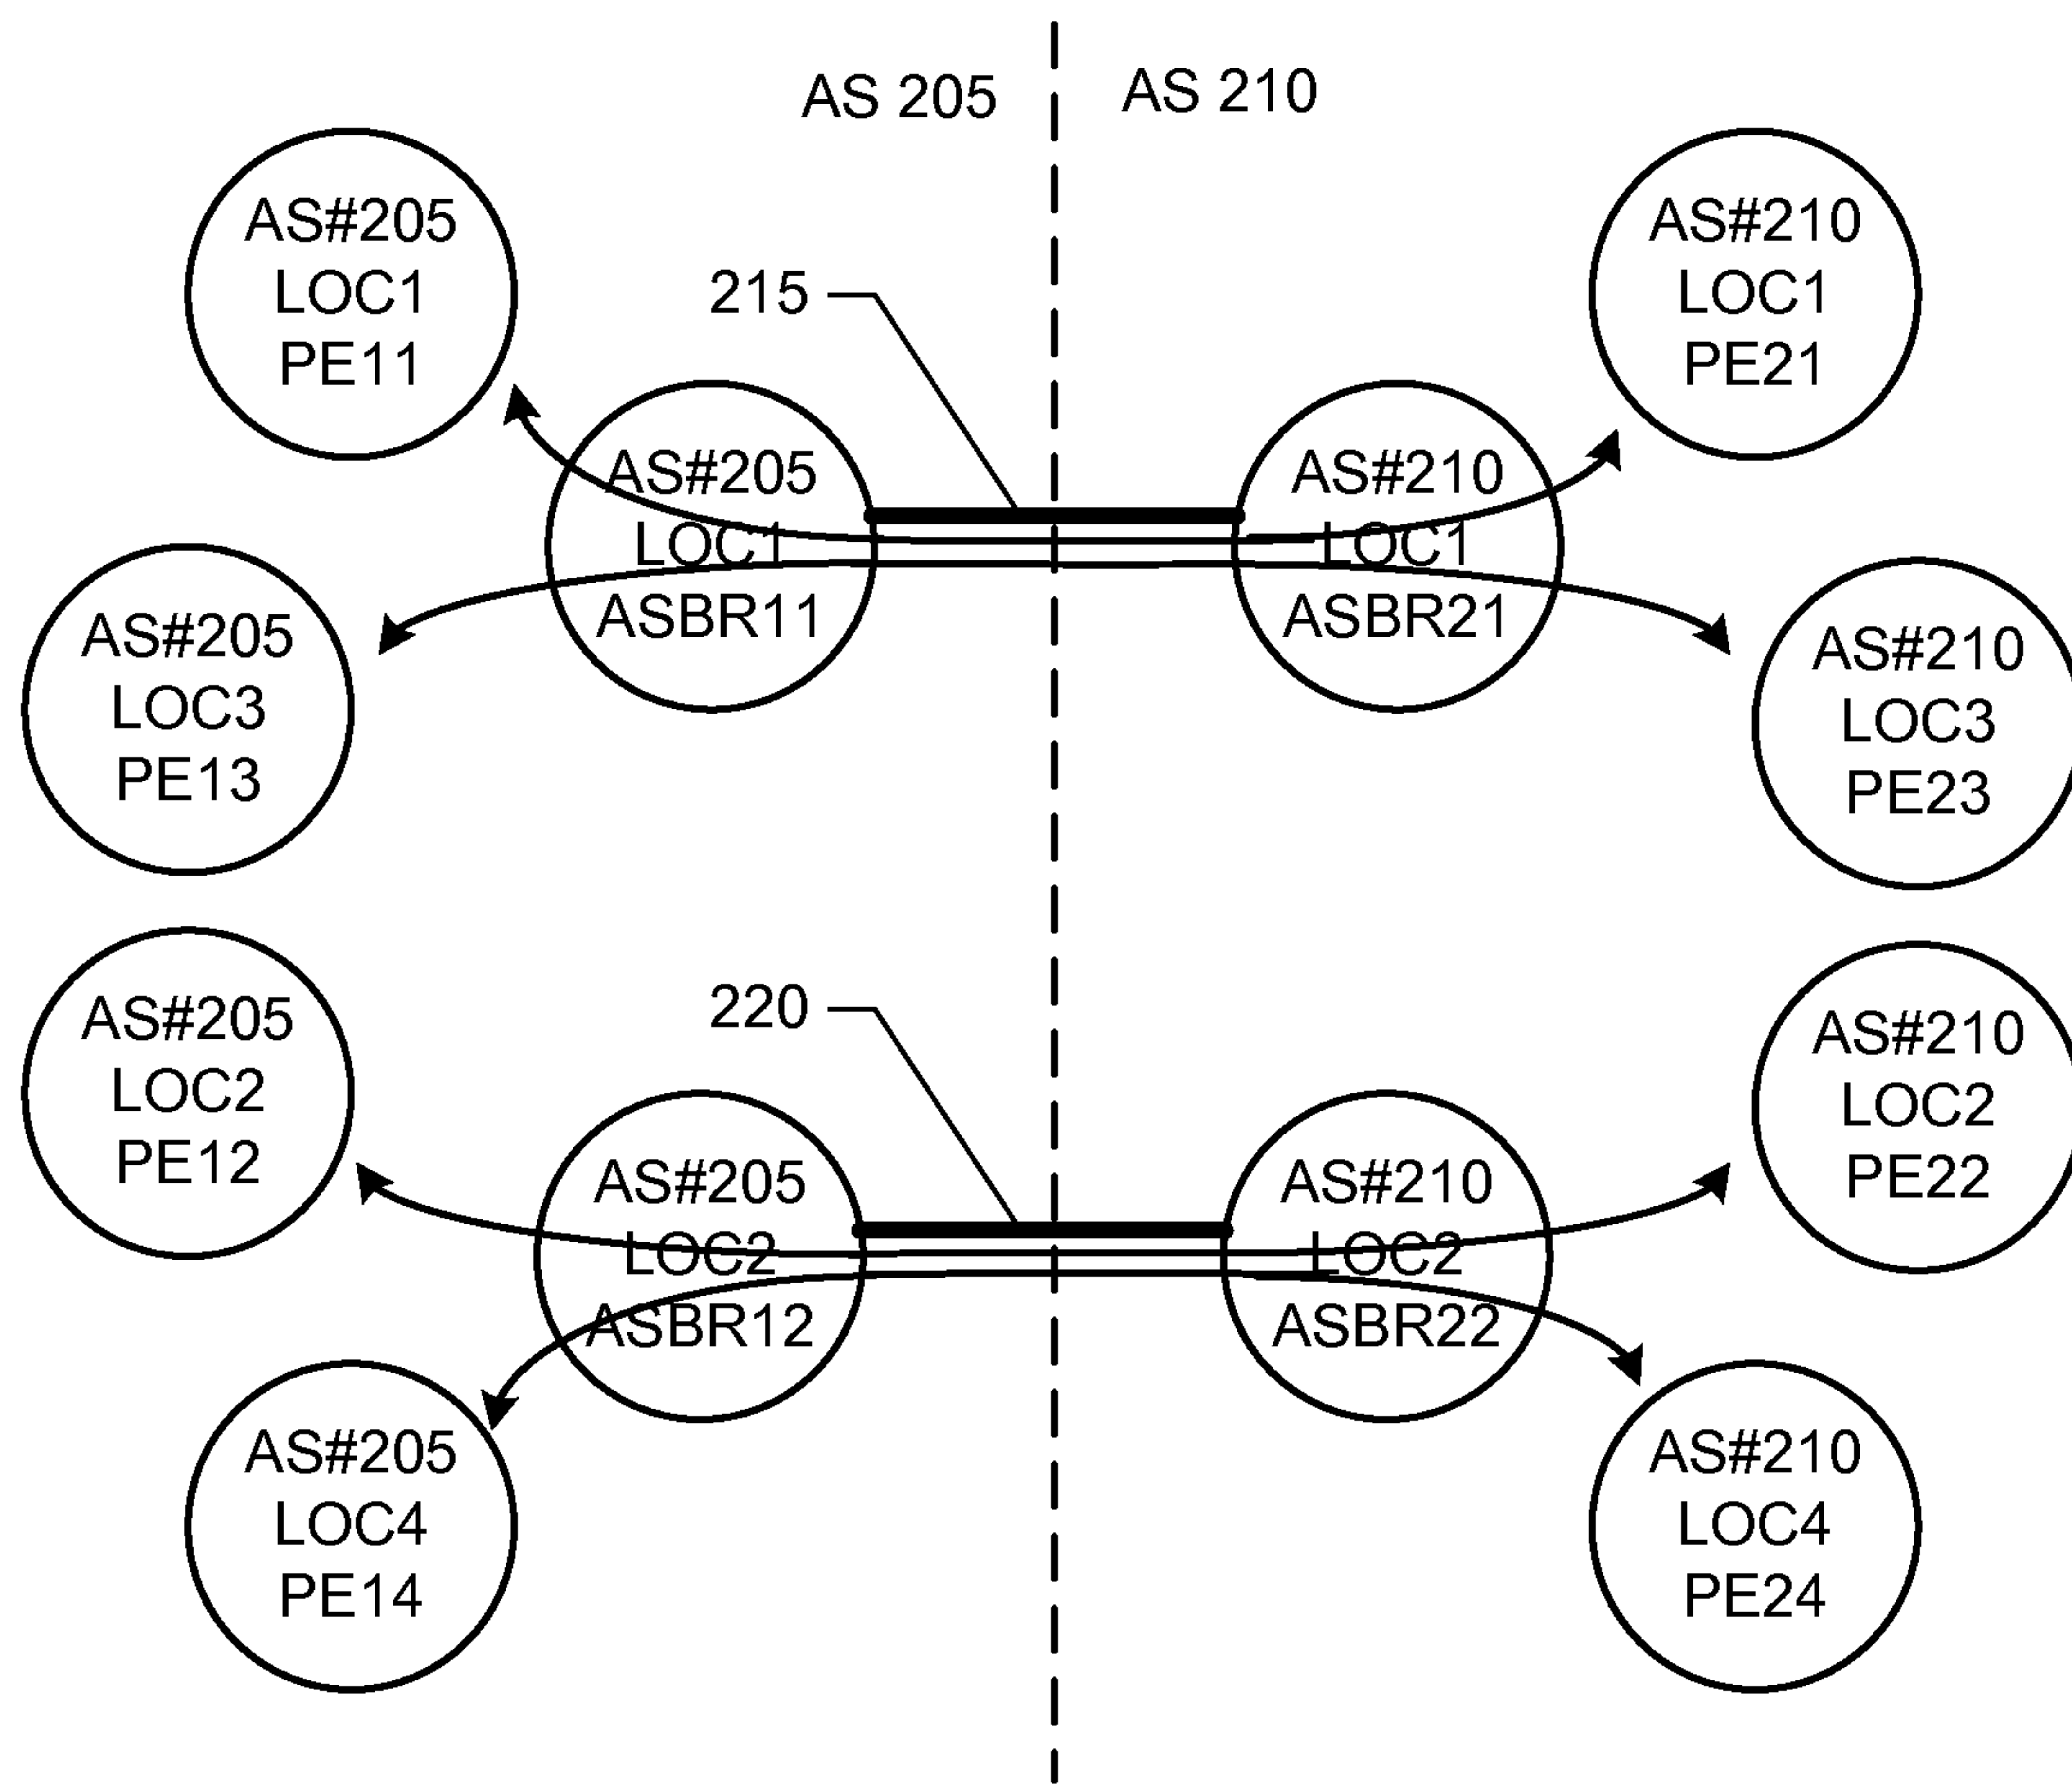 AS 205
AS 210
AS#205
LOC1
PE11
AS#210
LOC1
PE21
215
AS#205
LOC1
ASBR11
AS#210
LOC1
ASBR21
AS#205
LOC3
PE13
AS#210
LOC3
PE23
AS#205
LOC2
PE12
220
AS#210
LOC2
PE22
AS#205
LOC2
ASBR12
AS#210
LOC2
ASBR22
AS#205
LOC4
PE14
AS#210
LOC4
PE24